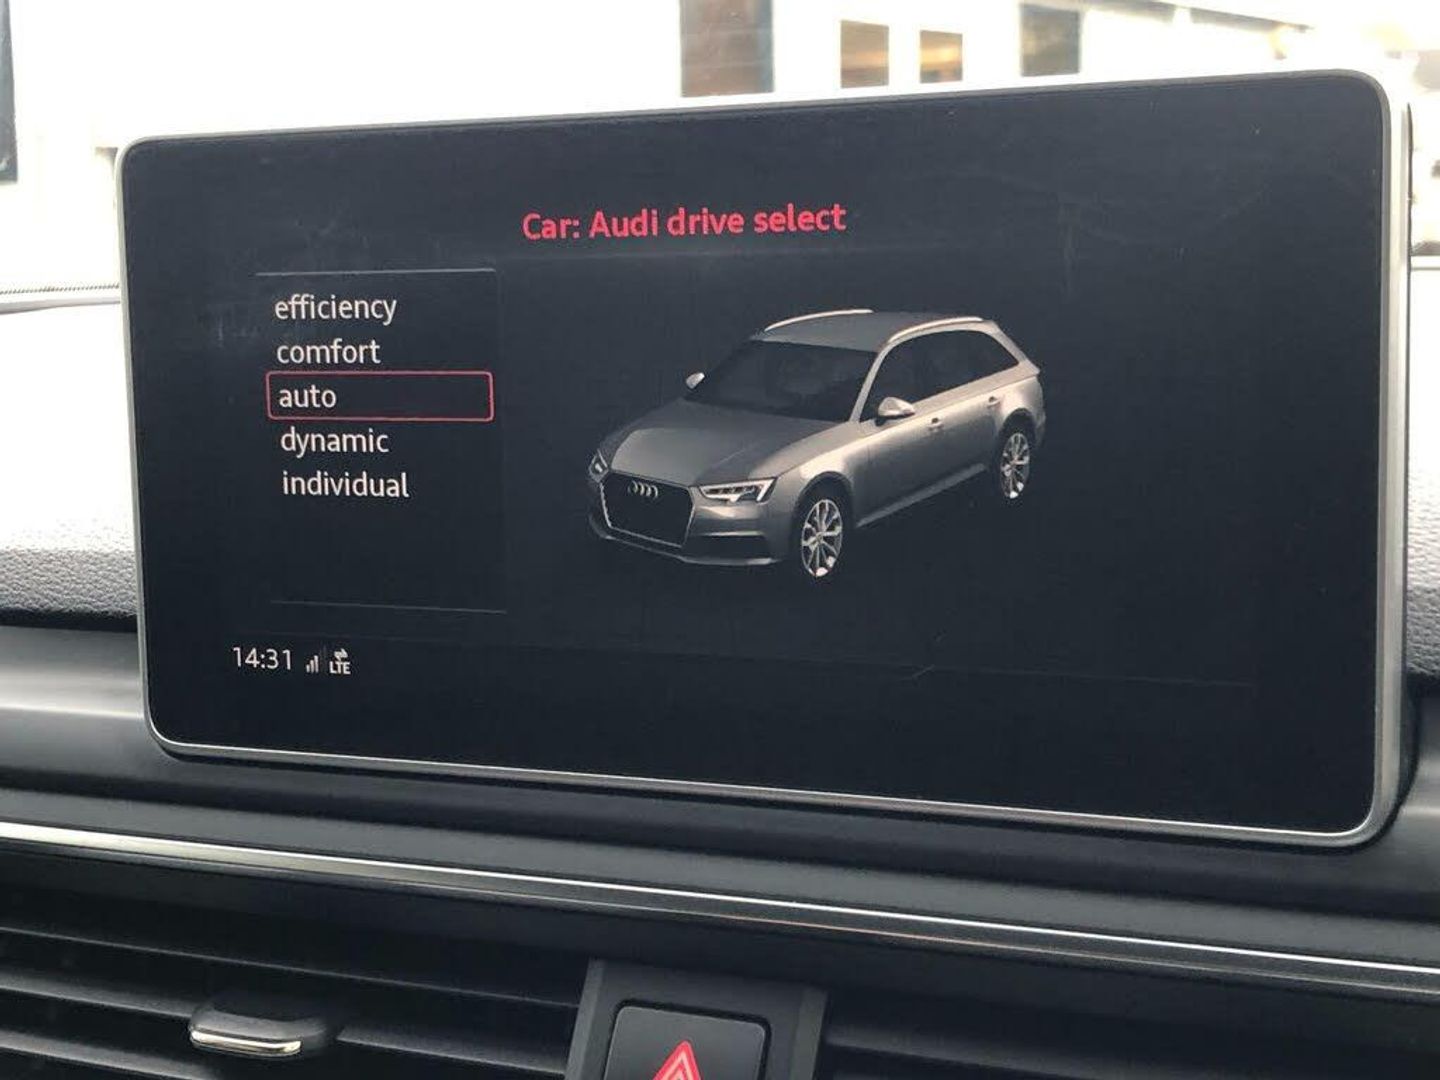 Car: Audi drive select
efficiency
comfort
auto
dynamic
individual
14:31 LTE